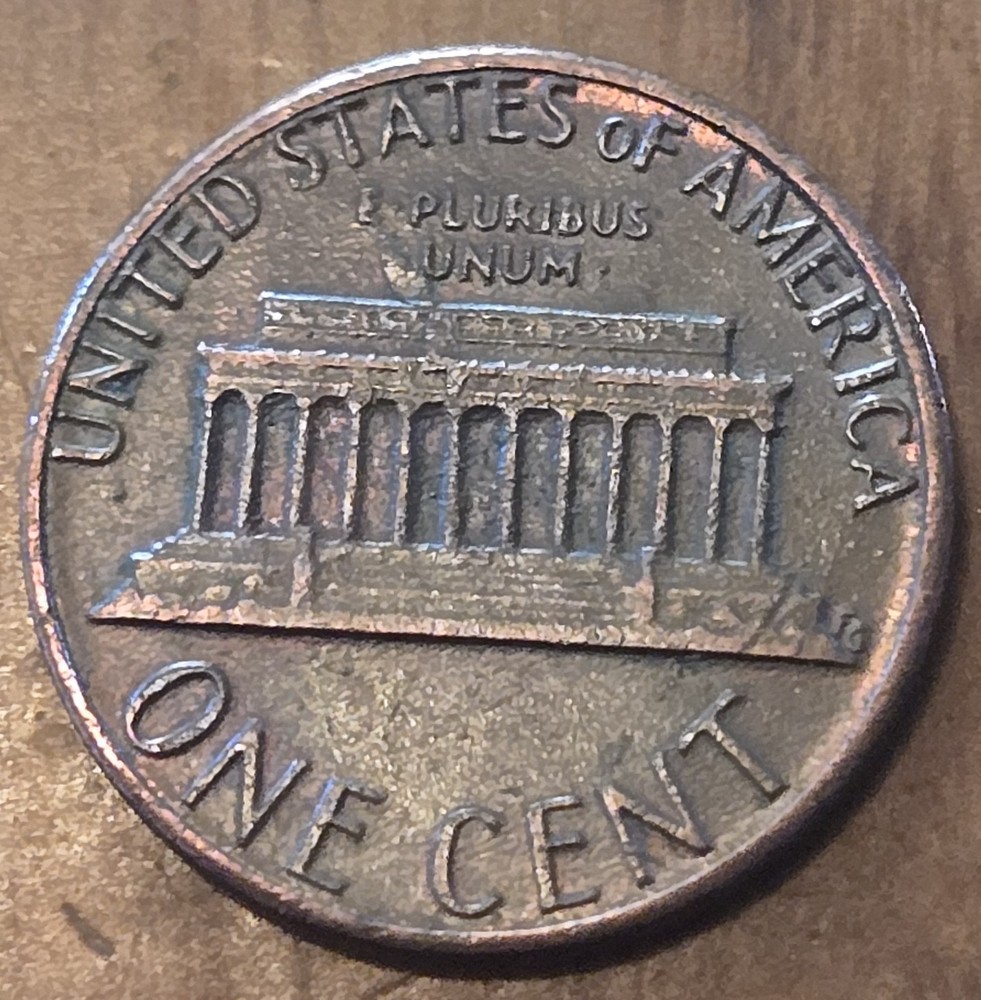 UNITED STATES OF AMERICA
E PLURIBUS
UNUM
ONE CENT